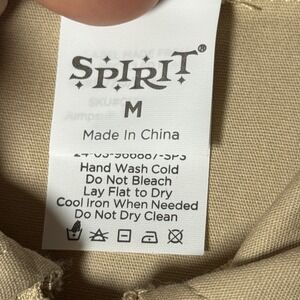 SPIRIT®
M
Made in China
24-03-966887-SP3
Hand Wash Cold
Do Not Bleach
Lay Flat to Dry
Cool Iron When Needed
Do Not Dry Clean